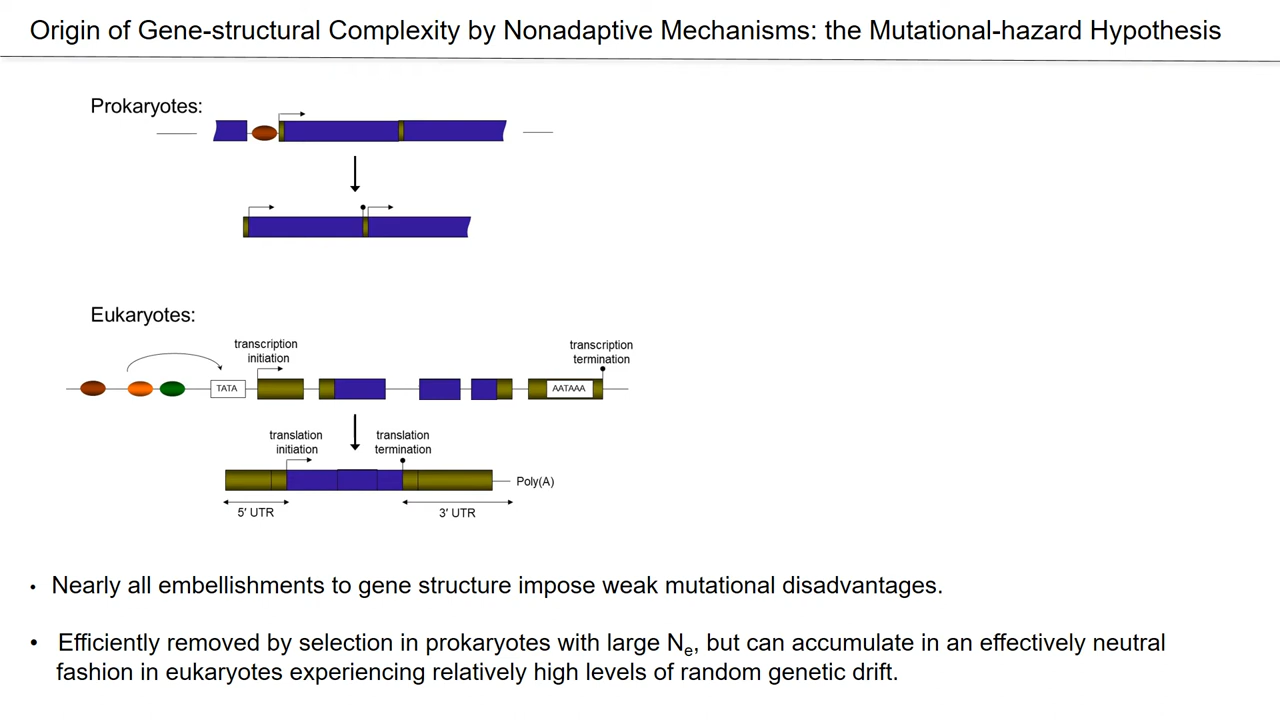 Origin of Gene-structural Complexity by Nonadaptive Mechanisms: the Mutational-hazard Hypothesis
Prokaryotes:
Eukaryotes:
transcription
initiation
transcription
termination
TATA
AATAAA
translation
initiation
translation
termination
Poly(A)
5′ UTR
3′ UTR
• Nearly all embellishments to gene structure impose weak mutational disadvantages.
• Efficiently removed by selection in prokaryotes with large Ne, but can accumulate in an effectively neutral
fashion in eukaryotes experiencing relatively high levels of random genetic drift.